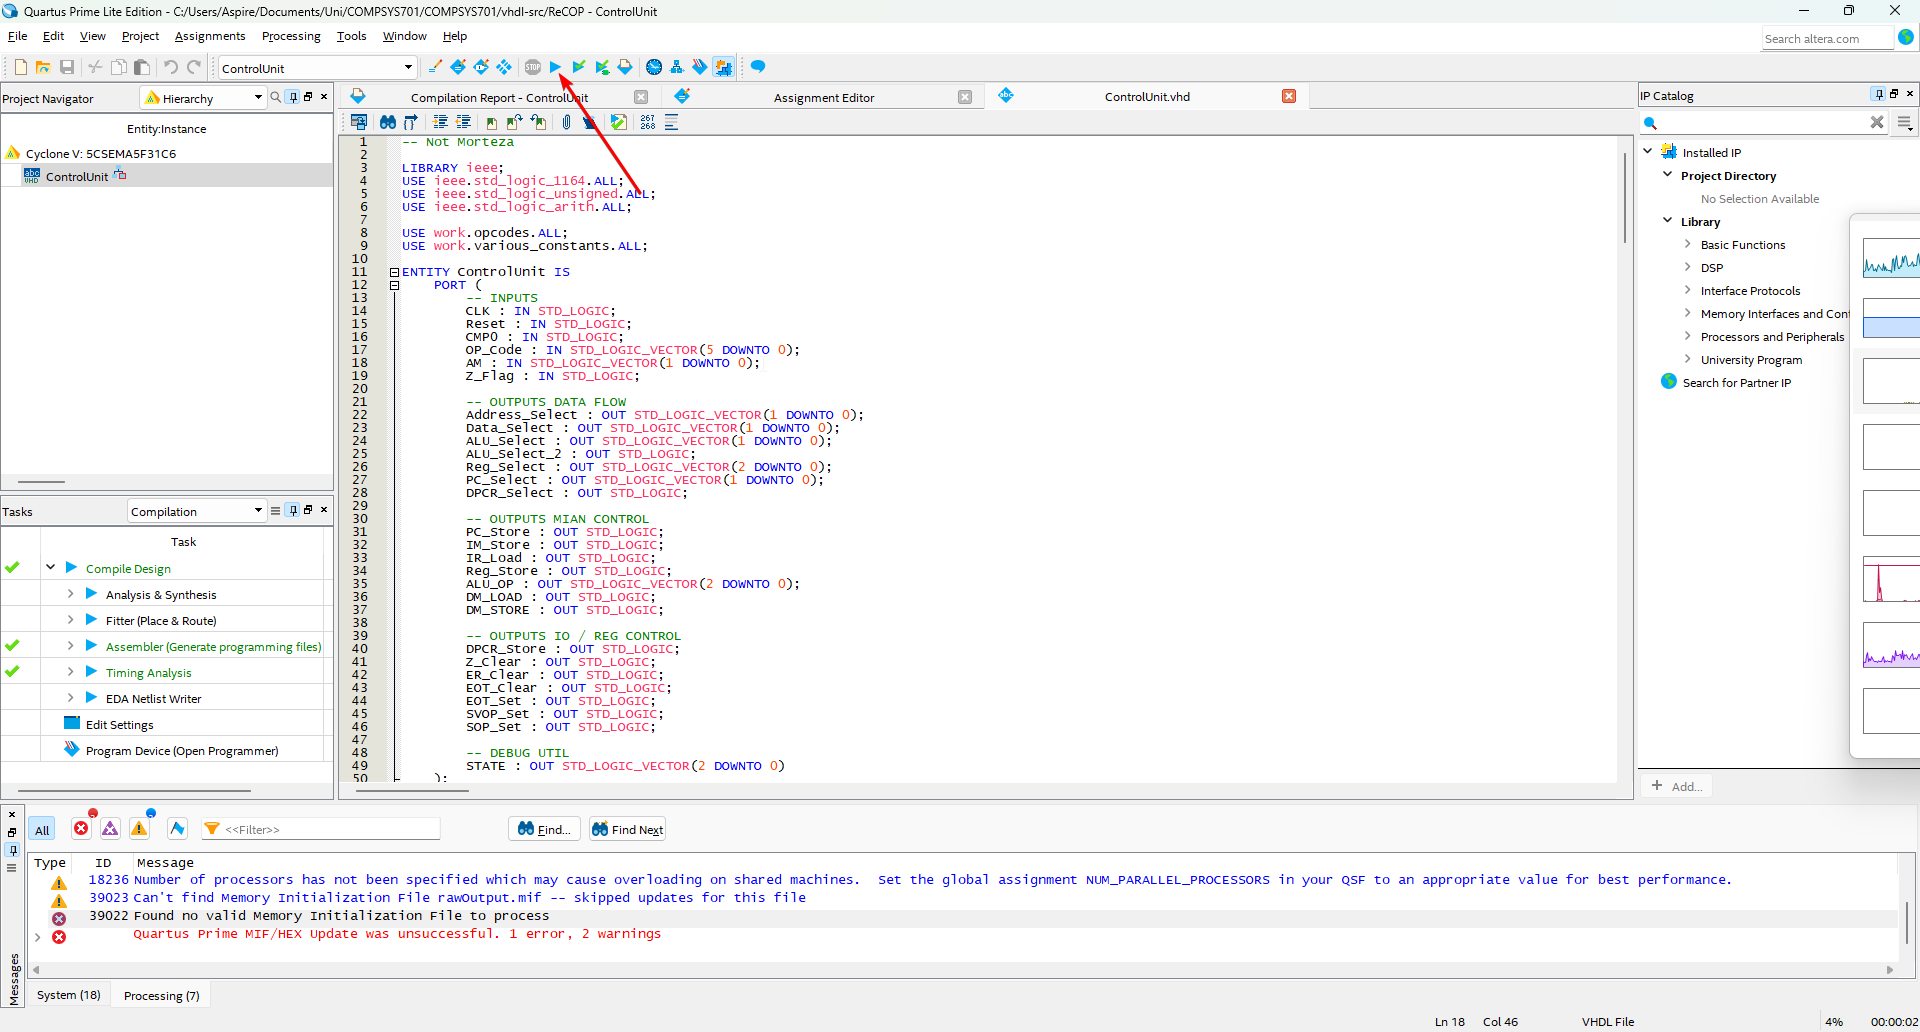 Quartus Prime Lite Edition - C:/Users/Aspire/Documents/Uni/COMPSYS701/COMPSYS701/vhdl-src/ReCOP - ControlUnit
File Edit View Project Assignments Processing Tools Window Help
Search altera.com
ControlUnit
STOP
Project Navigator
Hierarchy
Entity:Instance
Cyclone V: 5CSEMA5F31C6
ControlUnit
Compilation Report - ControlUnit
Assignment Editor
ControlUnit.vhd
267
268
1 -- Not Morteza
2
3 LIBRARY ieee;
4 USE ieee.std_logic_1164.ALL;
5 USE ieee.std_logic_unsigned.ALL;
6 USE ieee.std_logic_arith.ALL;
7
8 USE work.opcodes.ALL;
9 USE work.various_constants.ALL;
10
11 ENTITY ControlUnit IS
12 PORT (
13 -- INPUTS
14 CLK : IN STD_LOGIC;
15 Reset : IN STD_LOGIC;
16 CMP0 : IN STD_LOGIC;
17 OP_Code : IN STD_LOGIC_VECTOR(5 DOWNTO 0);
18 AM : IN STD_LOGIC_VECTOR(1 DOWNTO 0);
19 Z_Flag : IN STD_LOGIC;
20
21 -- OUTPUTS DATA FLOW
22 Address_Select : OUT STD_LOGIC_VECTOR(1 DOWNTO 0);
23 Data_Select : OUT STD_LOGIC_VECTOR(1 DOWNTO 0);
24 ALU_Select : OUT STD_LOGIC_VECTOR(1 DOWNTO 0);
25 ALU_Select_2 : OUT STD_LOGIC;
26 Reg_Select : OUT STD_LOGIC_VECTOR(2 DOWNTO 0);
27 PC_Select : OUT STD_LOGIC_VECTOR(1 DOWNTO 0);
28 DPCR_Select : OUT STD_LOGIC;
29
30 -- OUTPUTS MIAN CONTROL
31 PC_Store : OUT STD_LOGIC;
32 IM_Store : OUT STD_LOGIC;
33 IR_Load : OUT STD_LOGIC;
34 Reg_Store : OUT STD_LOGIC;
35 ALU_OP : OUT STD_LOGIC_VECTOR(2 DOWNTO 0);
36 DM_LOAD : OUT STD_LOGIC;
37 DM_STORE : OUT STD_LOGIC;
38
39 -- OUTPUTS IO / REG CONTROL
40 DPCR_Store : OUT STD_LOGIC;
41 Z_Clear : OUT STD_LOGIC;
42 ER_Clear : OUT STD_LOGIC;
43 EOT_Clear : OUT STD_LOGIC;
44 EOT_Set : OUT STD_LOGIC;
45 SVOP_Set : OUT STD_LOGIC;
46 SOP_Set : OUT STD_LOGIC;
47
48 -- DEBUG UTIL
49 STATE : OUT STD_LOGIC_VECTOR(2 DOWNTO 0)
50 );
IP Catalog
Installed IP
Project Directory
No Selection Available
Library
Basic Functions
DSP
Interface Protocols
Memory Interfaces and Con
Processors and Peripherals
University Program
Search for Partner IP
+ Add...
Tasks
Compilation
Task
Compile Design
Analysis & Synthesis
Fitter (Place & Route)
Assembler (Generate programming files)
Timing Analysis
EDA Netlist Writer
Edit Settings
Program Device (Open Programmer)
Messages
All
<<Filter>>
Find...
Find Next
Type ID Message
18236 Number of processors has not been specified which may cause overloading on shared machines. Set the global assignment NUM_PARALLEL_PROCESSORS in your QSF to an appropriate value for best performance.
39023 Can't find Memory Initialization File rawOutput.mif -- skipped updates for this file
39022 Found no valid Memory Initialization File to process
Quartus Prime MIF/HEX Update was unsuccessful. 1 error, 2 warnings
System (18)
Processing (7)
Ln 18 Col 46 VHDL File 4% 00:00:02